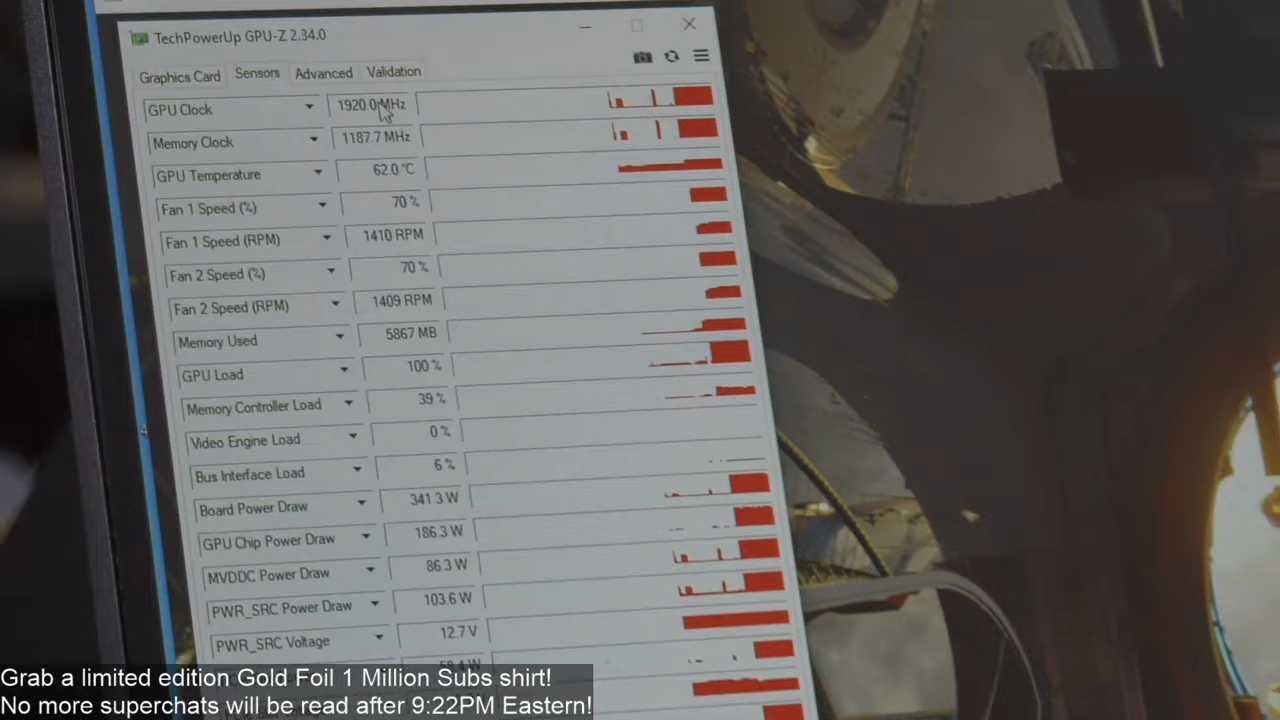 TechPowerUp GPU-Z 2.34.0
Graphics Card Sensors Advanced Validation
GPU Clock 1920.0 MHz
Memory Clock 1187.7 MHz
GPU Temperature 62.0 °C
Fan 1 Speed (%) 70 %
Fan 1 Speed (RPM) 1410 RPM
Fan 2 Speed (%) 70 %
Fan 2 Speed (RPM) 1409 RPM
Memory Used 5867 MB
GPU Load 100 %
Memory Controller Load 39 %
Video Engine Load 0 %
Bus Interface Load 6 %
Board Power Draw 341.3 W
GPU Chip Power Draw 186.3 W
MVDDC Power Draw 86.3 W
PWR_SRC Power Draw 103.6 W
PWR_SRC Voltage 12.7 V
Grab a limited edition Gold Foil 1 Million Subs shirt!
No more superchats will be read after 9:22PM Eastern!